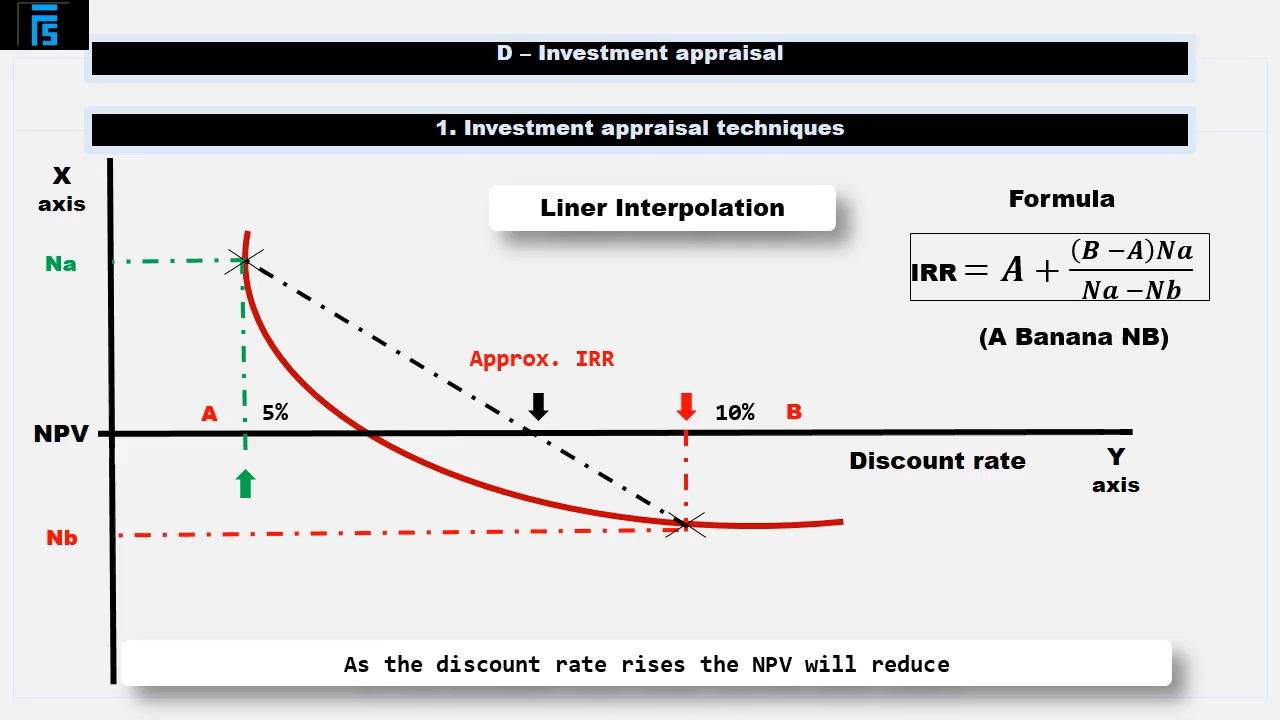 FS
D – Investment appraisal
1. Investment appraisal techniques
X
axis
Liner Interpolation
Formula
IRR = A + (B – A)Na / Na – Nb
(A Banana NB)
Na
Approx. IRR
A 5% 10% B
NPV
Discount rate
Y
axis
Nb
As the discount rate rises the NPV will reduce